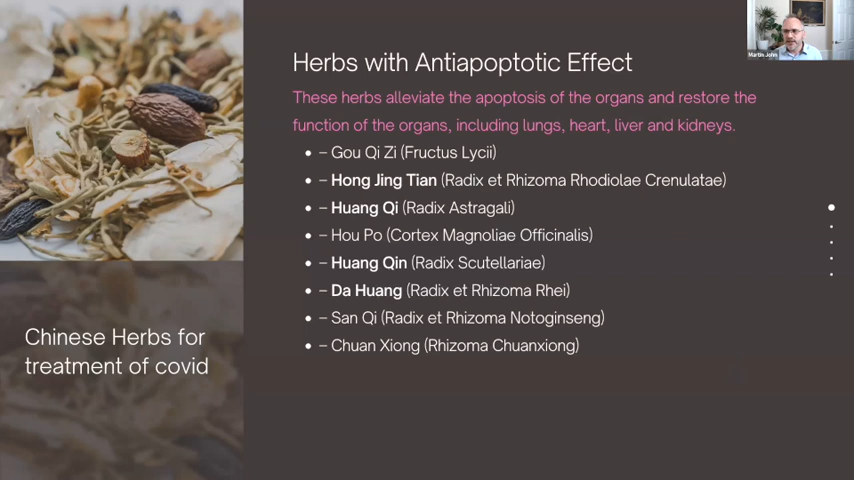 Herbs with Antiapoptotic Effect
These herbs alleviate the apoptosis of the organs and restore the
function of the organs, including lungs, heart, liver and kidneys.
• – Gou Qi Zi (Fructus Lycii)
• – Hong Jing Tian (Radix et Rhizoma Rhodiolae Crenulatae)
• – Huang Qi (Radix Astragali)
• – Hou Po (Cortex Magnoliae Officinalis)
• – Huang Qin (Radix Scutellariae)
• – Da Huang (Radix et Rhizoma Rhei)
• – San Qi (Radix et Rhizoma Notoginseng)
• – Chuan Xiong (Rhizoma Chuanxiong)
Chinese Herbs for
treatment of covid
Martin John